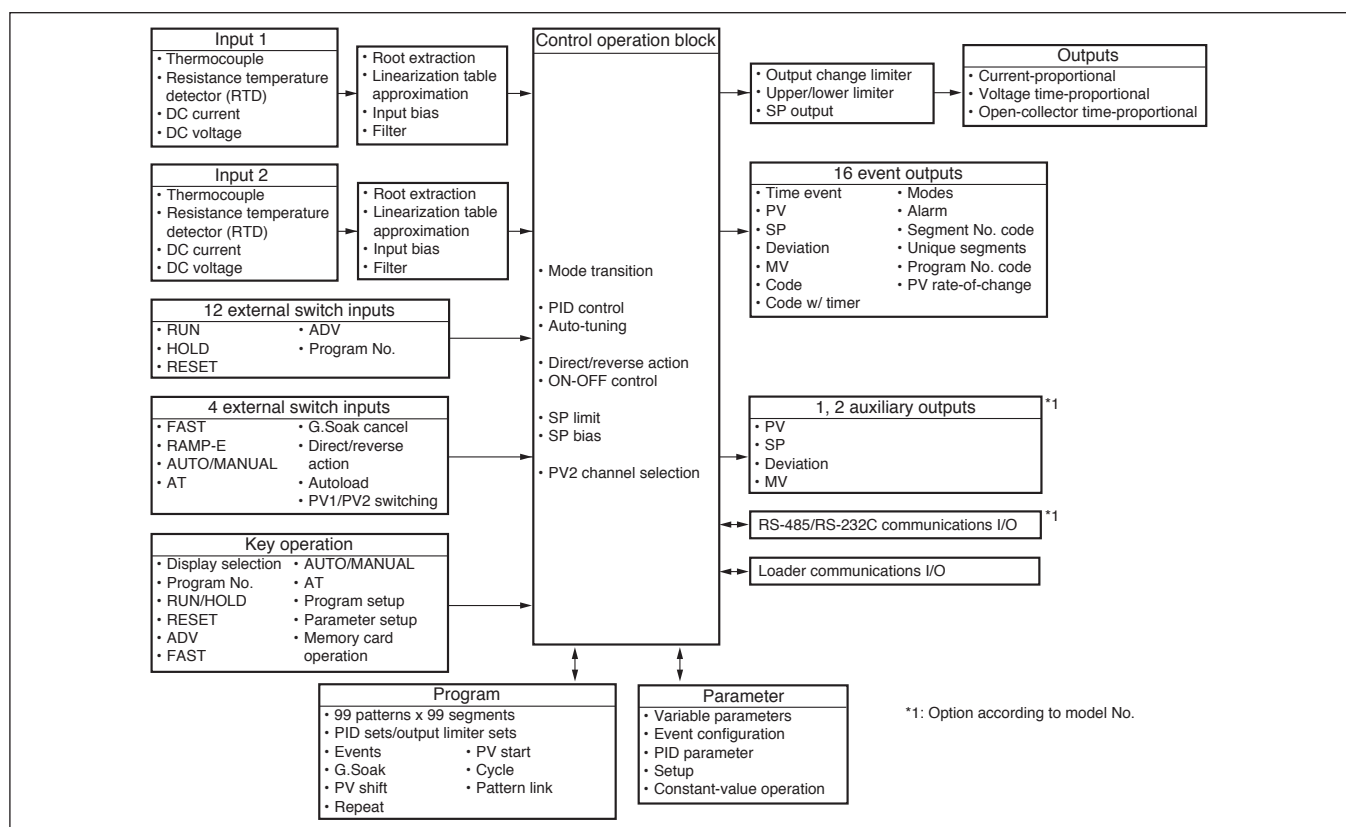 Input 1
• Thermocouple
• Resistance temperature
detector (RTD)
• DC current
• DC voltage
• Root extraction
• Linearization table
approximation
• Input bias
• Filter
Input 2
• Thermocouple
• Resistance temperature
detector (RTD)
• DC current
• DC voltage
• Root extraction
• Linearization table
approximation
• Input bias
• Filter
12 external switch inputs
• RUN
• HOLD
• RESET
• ADV
• Program No.
4 external switch inputs
• FAST
• RAMP-E
• AUTO/MANUAL
• AT
• G.Soak cancel
• Direct/reverse
action
• Autoload
• PV1/PV2 switching
Key operation
• Display selection
• Program No.
• RUN/HOLD
• RESET
• ADV
• FAST
• AUTO/MANUAL
• AT
• Program setup
• Parameter setup
• Memory card
operation
Control operation block
• Mode transition
• PID control
• Auto-tuning
• Direct/reverse action
• ON-OFF control
• SP limit
• SP bias
• PV2 channel selection
• Output change limiter
• Upper/lower limiter
• SP output
Outputs
• Current-proportional
• Voltage time-proportional
• Open-collector time-proportional
16 event outputs
• Time event
• PV
• SP
• Deviation
• MV
• Code
• Code w/ timer
• Modes
• Alarm
• Segment No. code
• Unique segments
• Program No. code
• PV rate-of-change
1, 2 auxiliary outputs
*1
• PV
• SP
• Deviation
• MV
RS-485/RS-232C communications I/O
*1
Loader communications I/O
Program
• 99 patterns x 99 segments
• PID sets/output limiter sets
• Events
• G.Soak
• PV shift
• Repeat
• PV start
• Cycle
• Pattern link
Parameter
• Variable parameters
• Event configuration
• PID parameter
• Setup
• Constant-value operation
*1: Option according to model No.